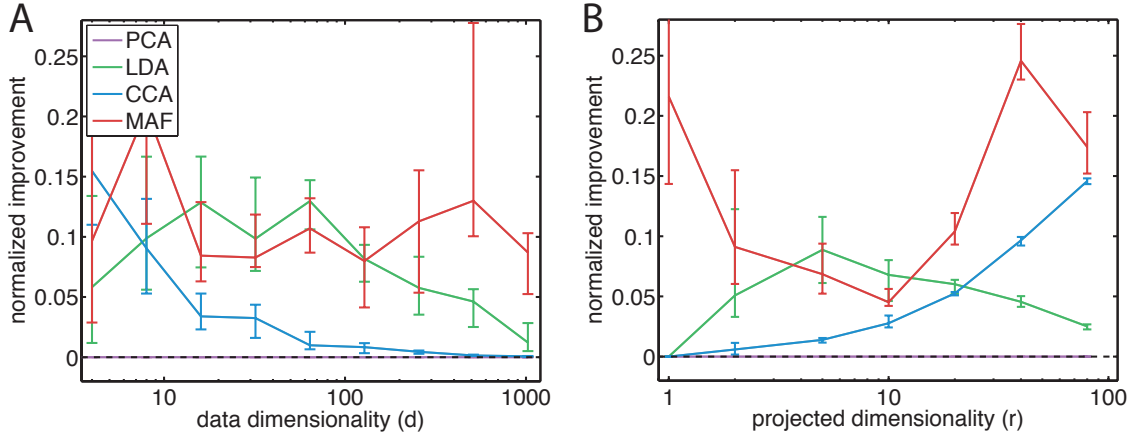 A
PCA
LDA
CCA
MAF
normalized improvement
0.25
0.2
0.15
0.1
0.05
0
10
100
1000
data dimensionality (d)
B
normalized improvement
0.25
0.2
0.15
0.1
0.05
0
1
10
100
projected dimensionality (r)